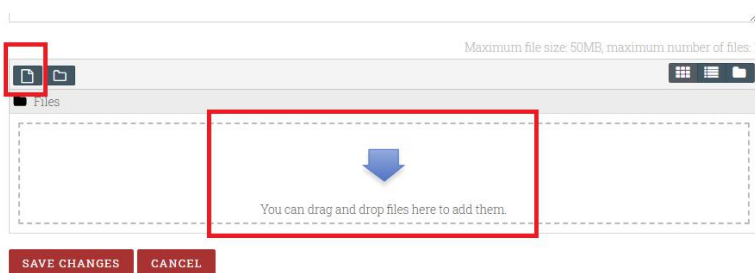 Maximum file size: 50MB, maximum number of files:
Files
You can drag and drop files here to add them.
SAVE CHANGES CANCEL